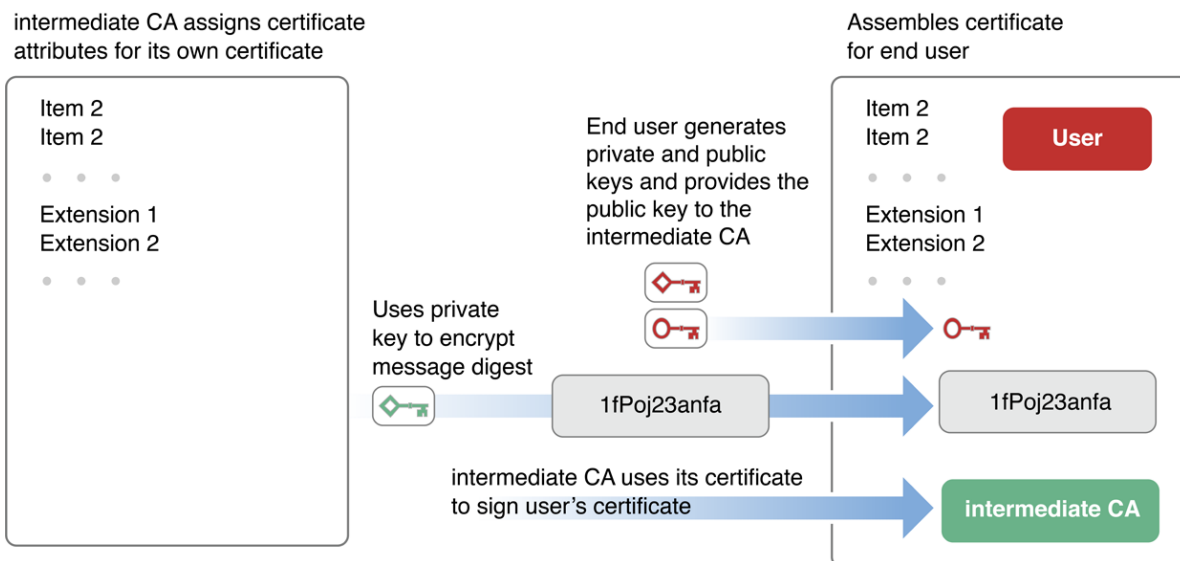 intermediate CA assigns certificate
attributes for its own certificate
Item 2
Item 2
Extension 1
Extension 2
Uses private
key to encrypt
message digest
End user generates
private and public
keys and provides the
public key to the
intermediate CA
1fPoj23anfa
intermediate CA uses its certificate
to sign user’s certificate
Assembles certificate
for end user
Item 2
Item 2
User
Extension 1
Extension 2
1fPoj23anfa
intermediate CA